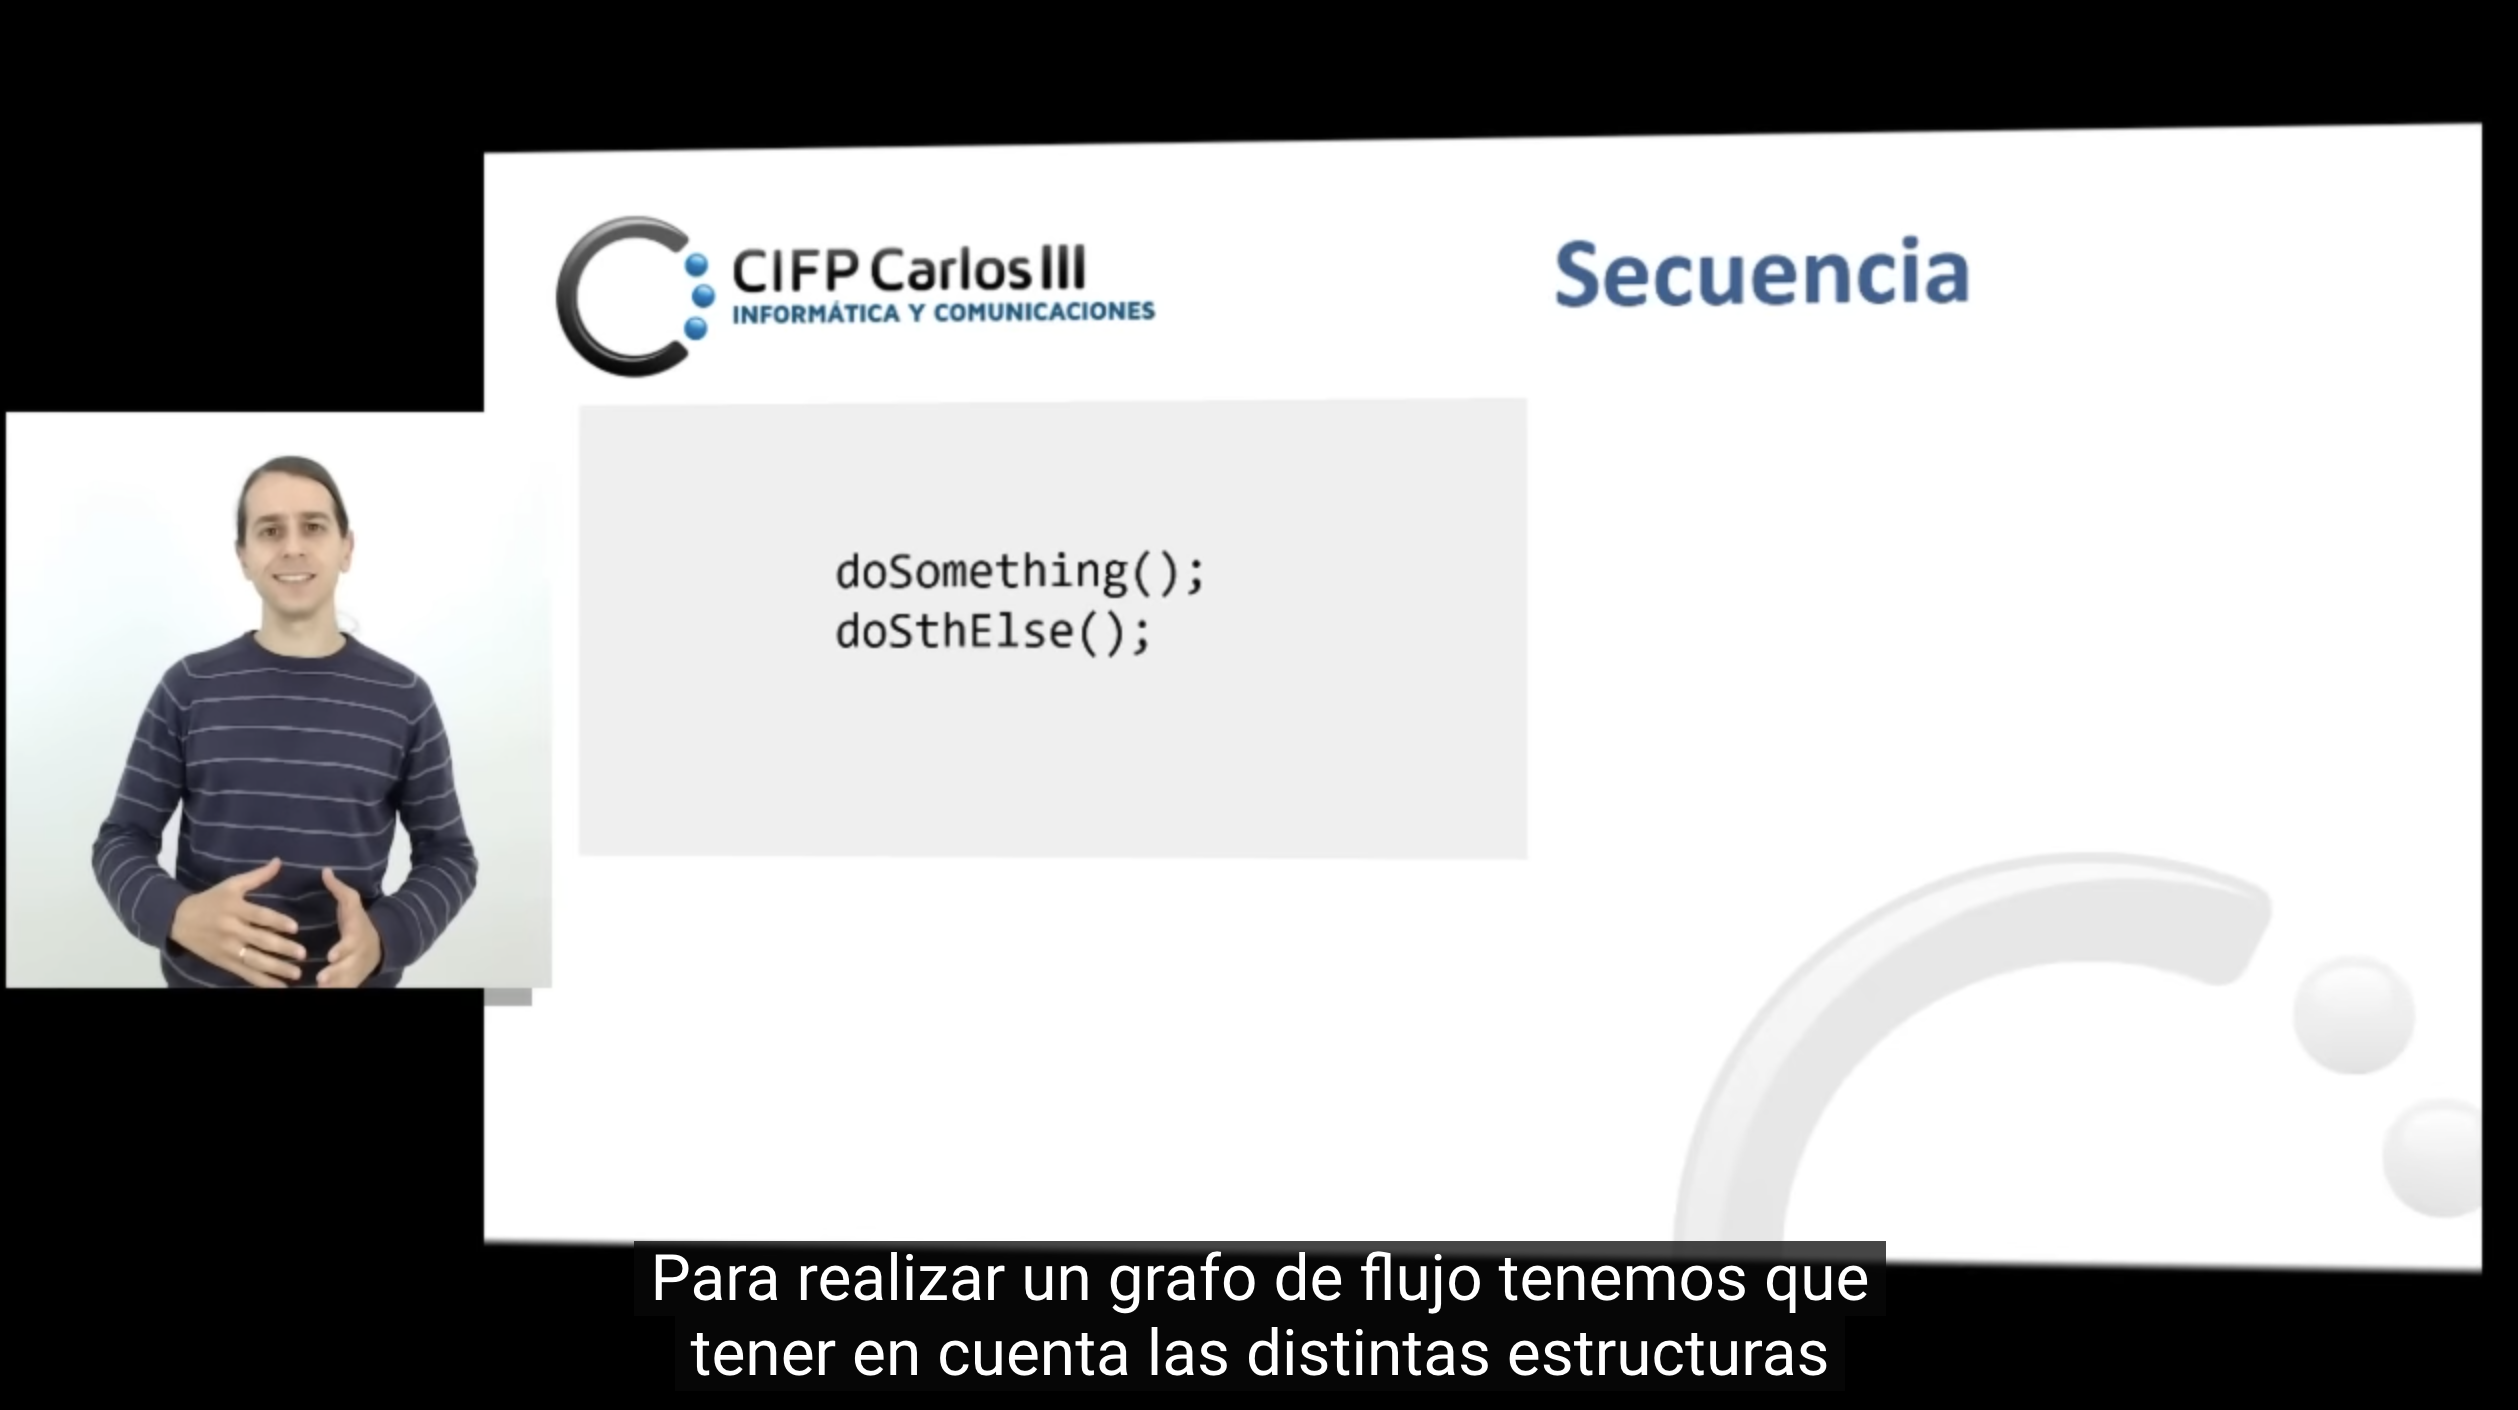 CIFP Carlos III
INFORMÁTICA Y COMUNICACIONES
Secuencia
doSomething();
doSthElse();
Para realizar un grafo de flujo tenemos que
tener en cuenta las distintas estructuras